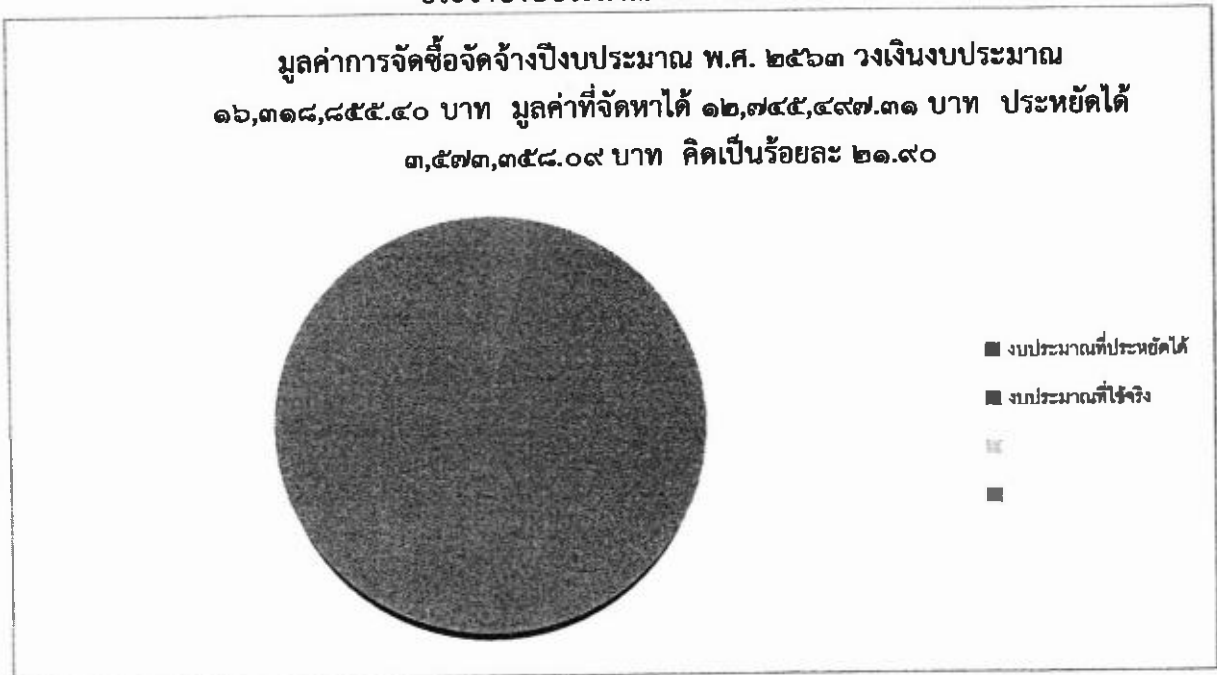 มูลค่าการจัดซื้อจัดจ้างปีงบประมาณ พ.ศ. ๒๕๖๓ วงเงินงบประมาณ
๑๖,๓๑๘,๘๕๕.๔๐ บาท มูลค่าที่จัดหาได้ ๑๒,๗๔๕,๔๙๗.๓๑ บาท ประหยัดได้
๓,๕๗๓,๓๕๘.๐๙ บาท คิดเป็นร้อยละ ๒๑.๙๐
งบประมาณที่ประหยัดได้
งบประมาณที่ใช้จริง